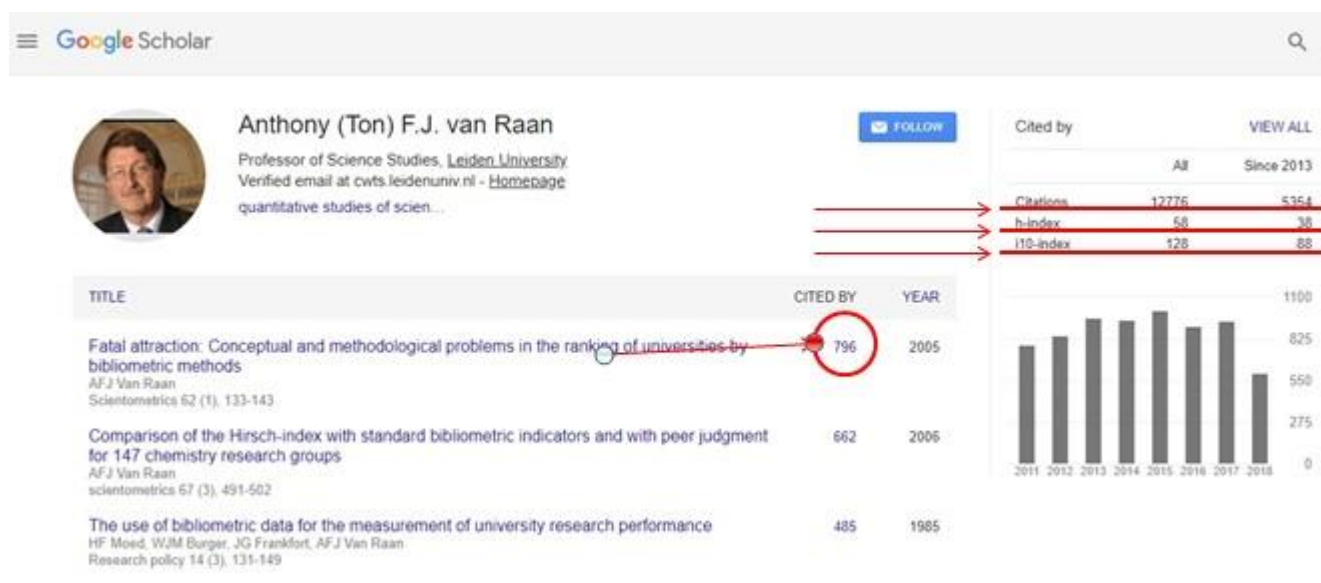 Google Scholar
Anthony (Ton) F.J. van Raan
FOLLOW
Professor of Science Studies, Leiden University
Verified email at cwts.leidenuniv.nl - Homepage
quantitative studies of scien...
Cited by VIEW ALL
All Since 2013
Citations 12776 5354
h-index 58 38
i10-index 128 88
TITLE CITED BY YEAR
Fatal attraction: Conceptual and methodological problems in the ranking of universities by 796 2005
bibliometric methods
AFJ Van Raan
Scientometrics 62 (1), 133-143
Comparison of the Hirsch-index with standard bibliometric indicators and with peer judgment 662 2006
for 147 chemistry research groups
AFJ Van Raan
scientometrics 67 (3), 491-502
The use of bibliometric data for the measurement of university research performance 485 1985
HF Moed, WJM Burger, JG Frankfort, AFJ Van Raan
Research policy 14 (3), 131-149
1100
825
550
275
0
2011 2012 2013 2014 2015 2016 2017 2018